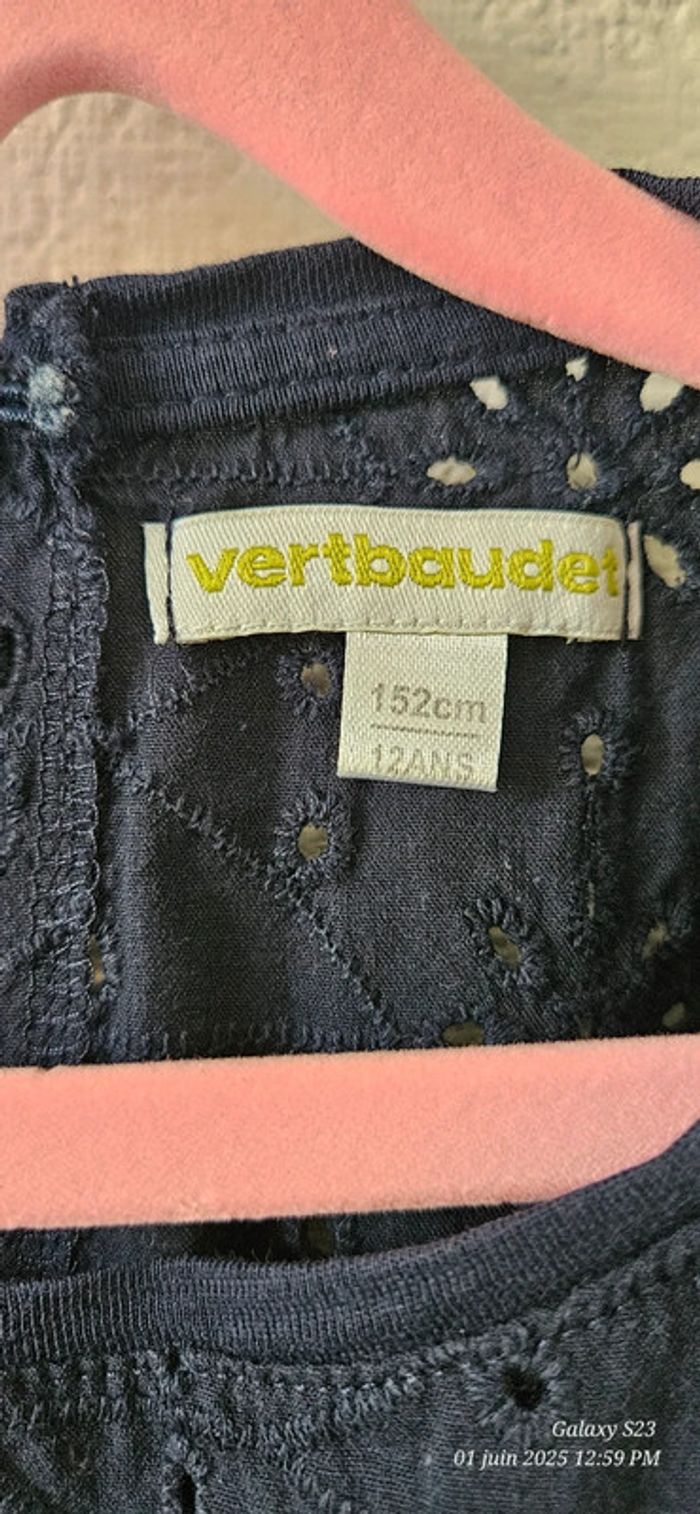 vertbaudet
152cm
12ANS
Galaxy S23
01 juin 2025 12:59 PM